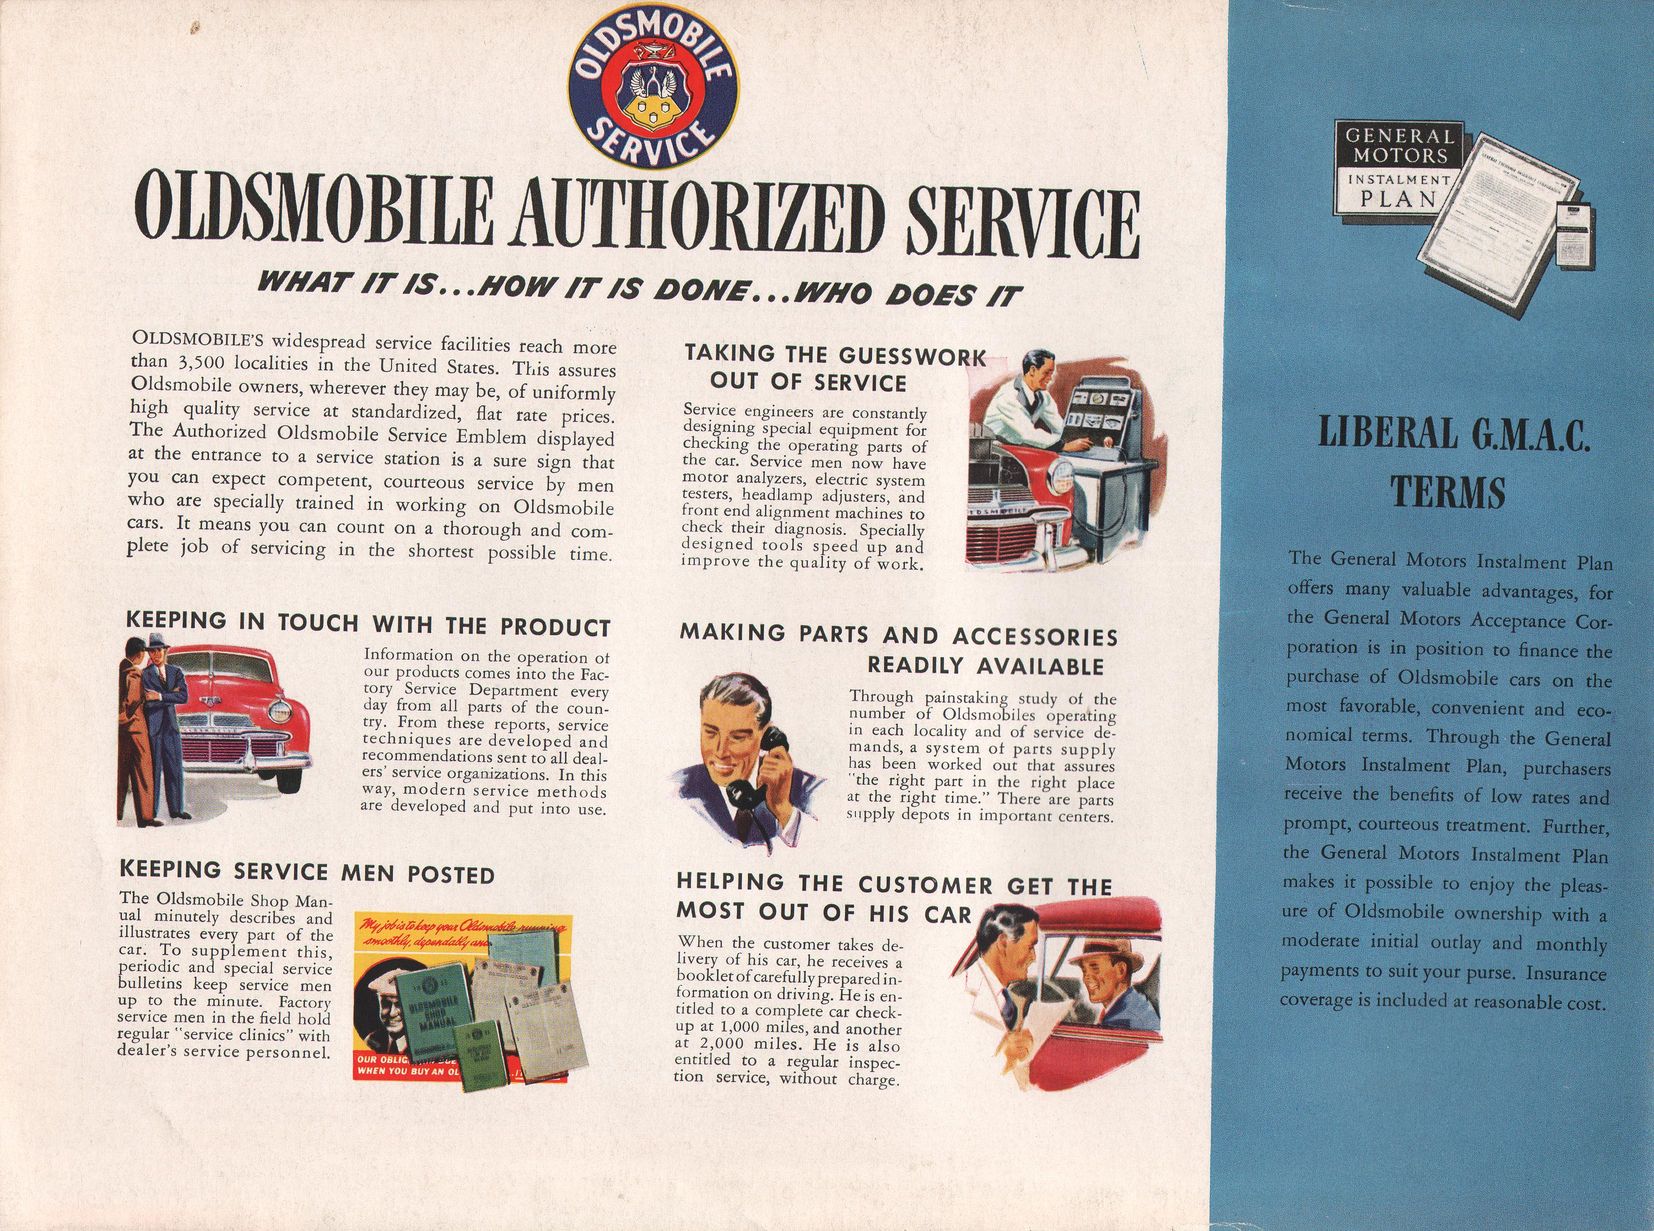 OLDSMOBILE
SERVICE
OLDSMOBILE AUTHORIZED SERVICE
WHAT IT IS...HOW IT IS DONE...WHO DOES IT
OLDSMOBILE'S widespread service facilities reach more
than 3,500 localities in the United States. This assures
Oldsmobile owners, wherever they may be, of uniformly
high quality service at standardized, flat rate prices.
The Authorized Oldsmobile Service Emblem displayed
at the entrance to a service station is a sure sign that
you can expect competent, courteous service by men
who are specially trained in working on Oldsmobile
cars. It means you can count on a thorough and com-
plete job of servicing in the shortest possible time.
KEEPING IN TOUCH WITH THE PRODUCT
Information on the operation of
our products comes into the Fac-
tory Service Department every
day from all parts of the coun-
try. From these reports, service
techniques are developed and
recommendations sent to all deal-
ers' service organizations. In this
way, modern service methods
are developed and put into use.
KEEPING SERVICE MEN POSTED
The Oldsmobile Shop Man-
ual minutely describes and
illustrates every part of the
car. To supplement this,
periodic and special service
bulletins keep service men
up to the minute. Factory
service men in the field hold
regular "service clinics" with
dealer's service personnel.
My job is to keep your Oldsmobile running
smoothly, dependably and
OLDSMOBILE
SHOP
MANUAL
OUR OBLIG
WHEN YOU BUY AN OL
TAKING THE GUESSWORK
OUT OF SERVICE
Service engineers are constantly
designing special equipment for
checking the operating parts of
the car. Service men now have
motor analyzers, electric system
testers, headlamp adjusters, and
front end alignment machines to
check their diagnosis. Specially
designed tools speed up and
improve the quality of work.
MAKING PARTS AND ACCESSORIES
READILY AVAILABLE
Through painstaking study of the
number of Oldsmobiles operating
in each locality and of service de-
mands, a system of parts supply
has been worked out that assures
"the right part in the right place
at the right time." There are parts
supply depots in important centers.
HELPING THE CUSTOMER GET THE
MOST OUT OF HIS CAR
When the customer takes de-
livery of his car, he receives a
booklet of carefully prepared in-
formation on driving. He is en-
titled to a complete car check-
up at 1,000 miles, and another
at 2,000 miles. He is also
entitled to a regular inspec-
tion service, without charge.
GENERAL
MOTORS
INSTALMENT
PLAN
LIBERAL G.M.A.C.
TERMS
The General Motors Instalment Plan
offers many valuable advantages, for
the General Motors Acceptance Cor-
poration is in position to finance the
purchase of Oldsmobile cars on the
most favorable, convenient and eco-
nomical terms. Through the General
Motors Instalment Plan, purchasers
receive the benefits of low rates and
prompt, courteous treatment. Further,
the General Motors Instalment Plan
makes it possible to enjoy the pleas-
ure of Oldsmobile ownership with a
moderate initial outlay and monthly
payments to suit your purse. Insurance
coverage is included at reasonable cost.